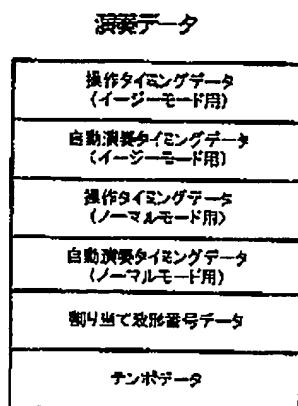 演奏データ
操作タイミングデータ
(イージーモード用)
自動演奏タイミングデータ
(イージーモード用)
操作タイミングデータ
(ノーマルモード用)
自動演奏タイミングデータ
(ノーマルモード用)
割り当て波形番号データ
テンポデータ